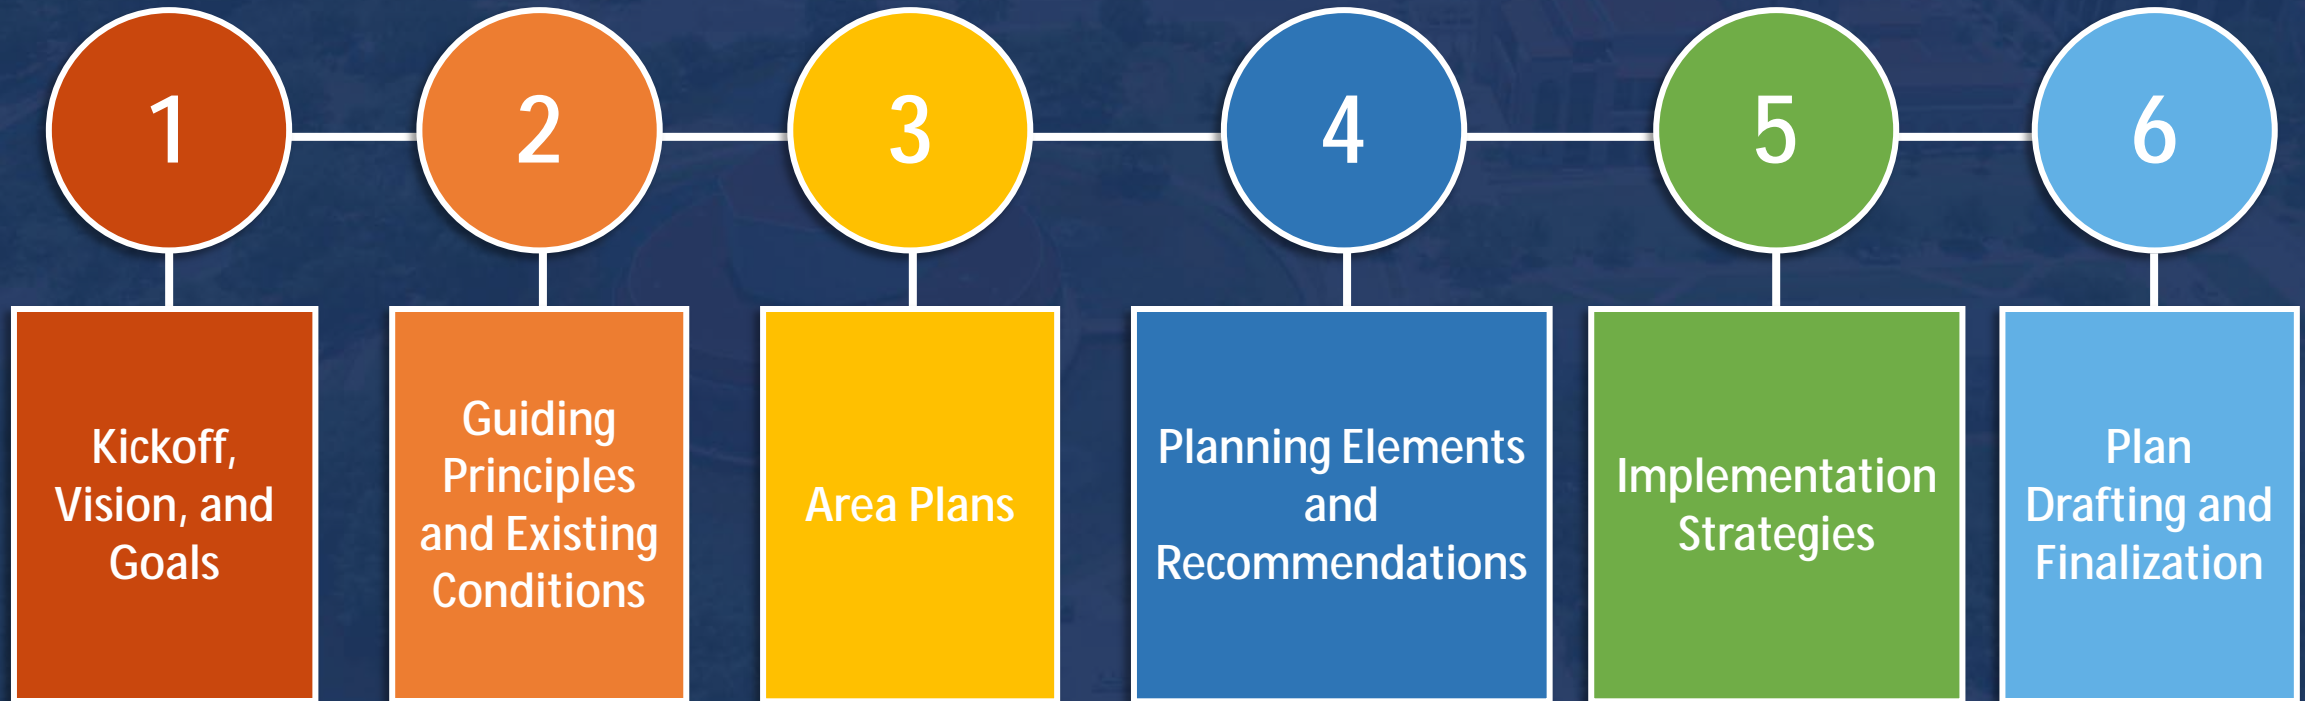 1
2
3
4
5
6
Kickoff,
Vision, and
Goals
Guiding
Principles
and Existing
Conditions
Area Plans
Planning Elements
and
Recommendations
Implementation
Strategies
Plan
Drafting and
Finalization